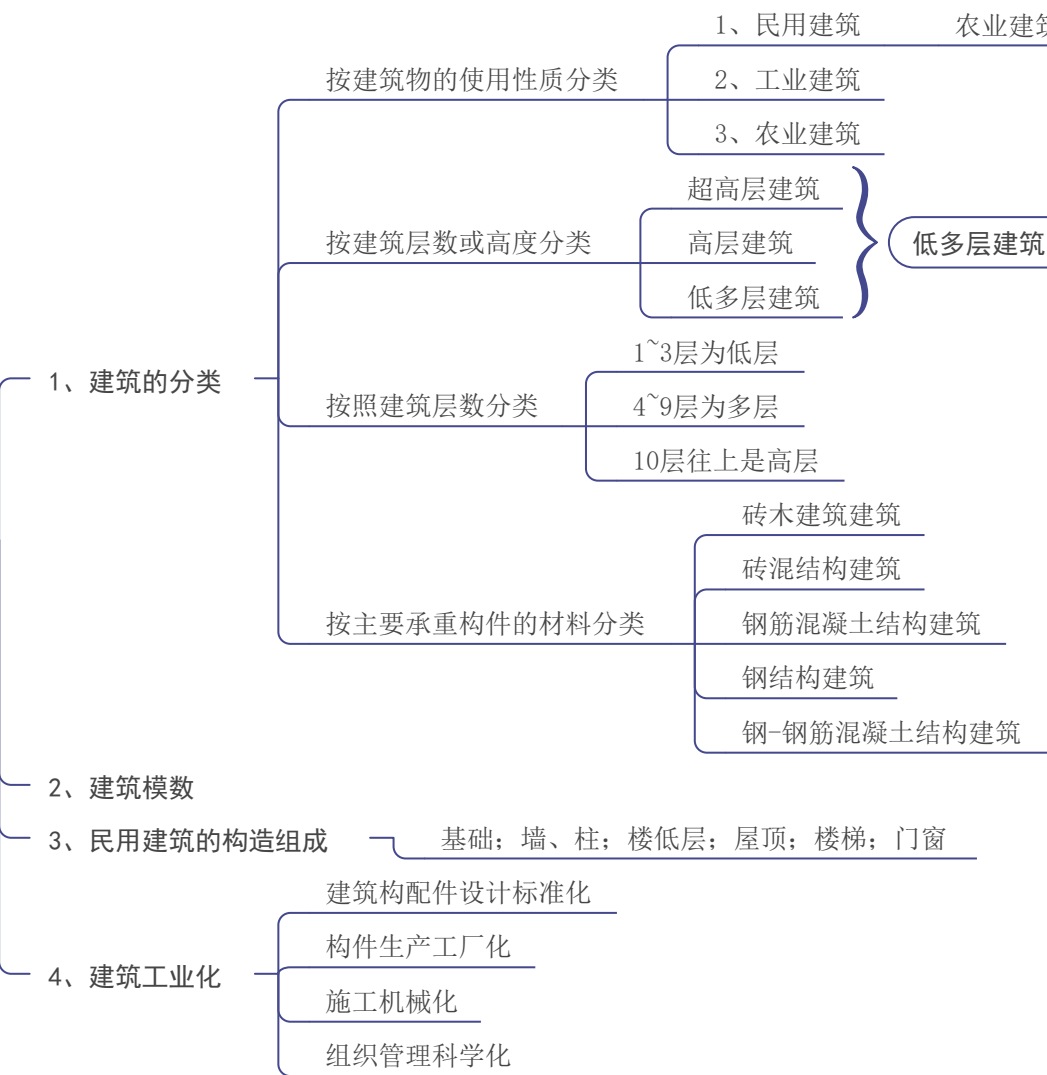 1、民用建筑
农业建筑
按建筑物的使用性质分类
2、工业建筑
3、农业建筑
超高层建筑
按建筑层数或高度分类
高层建筑
低多层建筑
低多层建筑
1~3层为低层
1、建筑的分类
按照建筑层数分类
4~9层为多层
10层往上是高层
砖木建筑建筑
砖混结构建筑
按主要承重构件的材料分类
钢筋混凝土结构建筑
钢结构建筑
钢-钢筋混凝土结构建筑
2、建筑模数
3、民用建筑的构造组成
基础；墙、柱；楼低层；屋顶；楼梯；门窗
建筑构配件设计标准化
构件生产工厂化
4、建筑工业化
施工机械化
组织管理科学化